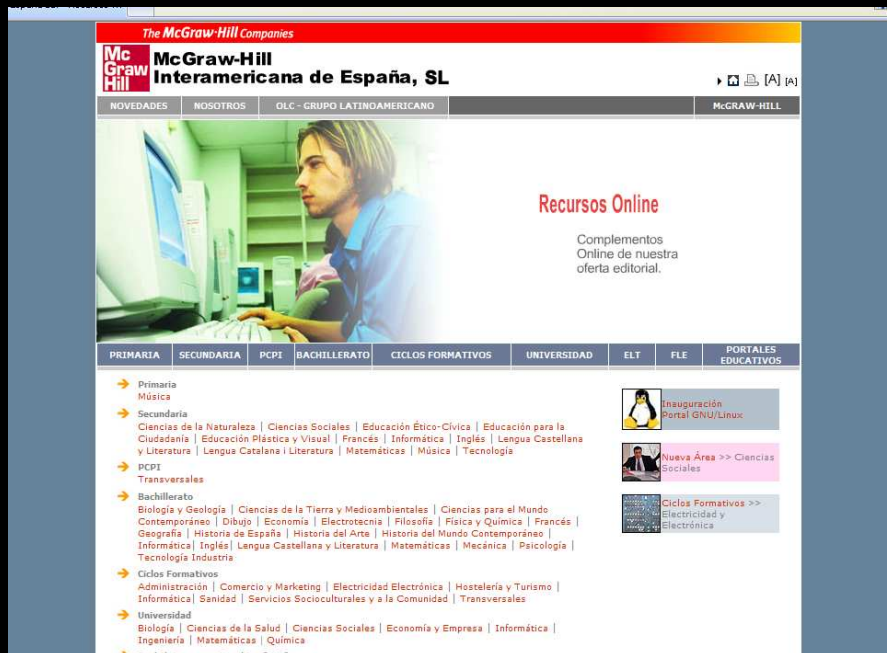 The McGraw-Hill Companies
Mc
Graw
Hill
McGraw-Hill
Interamericana de España, SL
[A] [A]
NOVEDADES NOSOTROS OLC - GRUPO LATINOAMERICANO McGRAW-HILL
Recursos Online
Complementos
Online de nuestra
oferta editorial.
PRIMARIA SECUNDARIA PCPI BACHILLERATO CICLOS FORMATIVOS UNIVERSIDAD ELT FLE PORTALES
EDUCATIVOS
Primaria
Música
Secundaria
Ciencias de la Naturaleza | Ciencias Sociales | Educación Ético-Cívica | Educación para la
Ciudadanía | Educación Plástica y Visual | Francés | Informática | Inglés | Lengua Castellana
y Literatura | Lengua Catalana i Literatura | Matemáticas | Música | Tecnología
PCPI
Transversales
Bachillerato
Biología y Geología | Ciencias de la Tierra y Medioambientales | Ciencias para el Mundo
Contemporáneo | Dibujo | Economía | Electrotecnia | Filosofía | Física y Química | Francés |
Geografía | Historia de España | Historia del Arte | Historia del Mundo Contemporáneo |
Informática| Inglés| Lengua Castellana y Literatura | Matemáticas | Mecánica | Psicología |
Tecnología Industria
Ciclos Formativos
Administración | Comercio y Marketing | Electricidad Electrónica | Hostelería y Turismo |
Informática| Sanidad | Servicios Socioculturales y a la Comunidad | Transversales
Universidad
Biología | Ciencias de la Salud | Ciencias Sociales | Economía y Empresa | Informática |
Ingeniería | Matemáticas | Química
Inauguración
Portal GNU/Linux
Nueva Área >> Ciencias
Sociales
Ciclos Formativos >>
Electricidad y
Electrónica